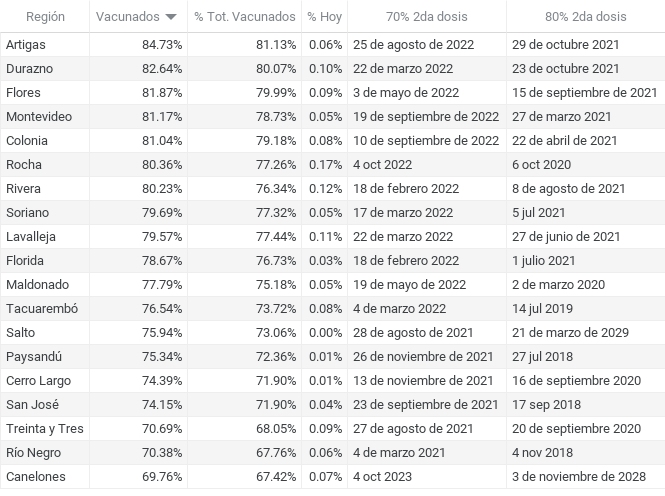 Región Vacunados % Tot. Vacunados % Hoy 70% 2da dosis 80% 2da dosis
Artigas 84.73% 81.13% 0.06% 25 de agosto de 2022 29 de octubre 2021
Durazno 82.64% 80.07% 0.10% 22 de marzo de 2022 23 de octubre 2021
Flores 81.87% 79.99% 0.09% 3 de mayo de 2022 15 de septiembre de 2021
Montevideo 81.17% 78.73% 0.05% 19 de septiembre de 2022 27 de marzo 2021
Colonia 81.04% 79.18% 0.08% 10 de septiembre de 2022 22 de abril de 2021
Rocha 80.36% 77.26% 0.17% 4 oct 2022 6 oct 2020
Rivera 80.23% 76.34% 0.12% 18 de febrero 2022 8 de agosto de 2021
Soriano 79.69% 77.32% 0.05% 17 de marzo 2022 5 jul 2021
Lavalleja 79.57% 77.44% 0.11% 22 de marzo de 2022 27 de junio de 2021
Florida 78.67% 76.73% 0.03% 18 de febrero 2022 1 julio 2021
Maldonado 77.79% 75.18% 0.05% 19 de mayo de 2022 2 de marzo 2020
Tacuarembó 76.54% 73.72% 0.08% 4 de marzo 2022 14 jul 2019
Salto 75.94% 73.06% 0.00% 28 de agosto de 2021 21 de marzo de 2029
Paysandú 75.34% 72.36% 0.01% 26 de noviembre de 2021 27 jul 2018
Cerro Largo 74.39% 71.90% 0.01% 13 de noviembre de 2021 16 de septiembre 2020
San José 74.15% 71.90% 0.04% 23 de septiembre de 2021 17 sep 2018
Treinta y Tres 70.69% 68.05% 0.09% 27 de agosto de 2021 20 de septiembre 2020
Río Negro 70.38% 67.76% 0.06% 4 de marzo 2021 4 nov 2018
Canelones 69.76% 67.42% 0.07% 4 oct 2023 3 de noviembre de 2028